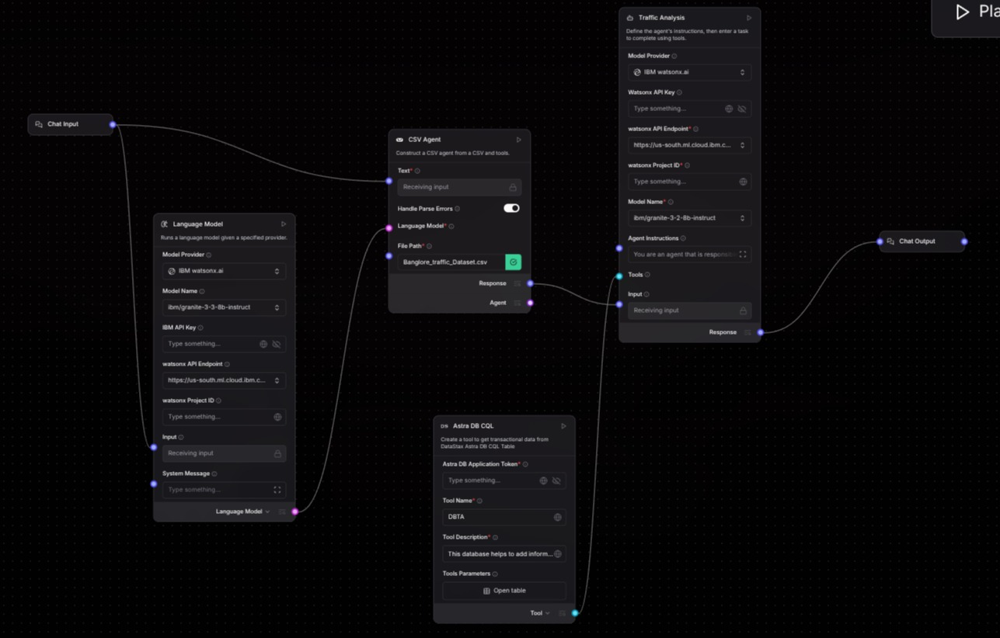 Pla
Chat Input
Language Model
Runs a language model given a specified provider.
Model Provider
IBM watsonx.ai
Model Name
ibm/granite-3-3-8b-instruct
IBM API Key
Type something...
watsonx API Endpoint
https://us-south.ml.cloud.ibm.c...
watsonx Project ID
Type something...
Input
Receiving input
System Message
Type something...
Language Model
CSV Agent
Construct a CSV agent from a CSV and tools.
Text*
Receiving input
Handle Parse Errors
Language Model*
File Path*
Banglore_traffic_Dataset.csv
Response
Agent
DS Astra DB CQL
Create a tool to get transactional data from
DataStax Astra DB CQL Table
Astra DB Application Token*
Type something...
Tool Name*
DBTA
Tool Description*
This database helps to add inform...
Tools Parameters
Open table
Tool
Traffic Analysis
Define the agent's instructions, then enter a task
to complete using tools.
Model Provider
IBM watsonx.ai
Watsonx API Key
Type something...
watsonx API Endpoint*
https://us-south.ml.cloud.ibm.c...
watsonx Project ID*
Type something...
Model Name*
ibm/granite-3-2-8b-instruct
Agent Instructions
You are an agent that is responsib
Tools
Input
Receiving input
Response
Chat Output